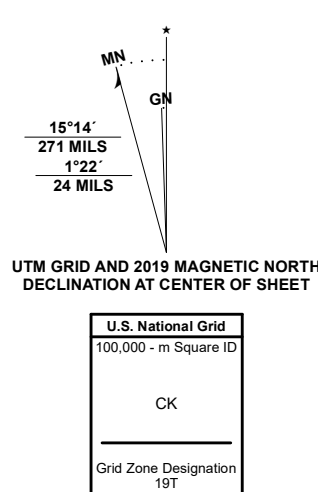 ★
MN
GN
15°14´
271 MILS
1°22´
24 MILS
UTM GRID AND 2019 MAGNETIC NORTH
DECLINATION AT CENTER OF SHEET
U.S. National Grid
100,000 - m Square ID
CK
Grid Zone Designation
19T